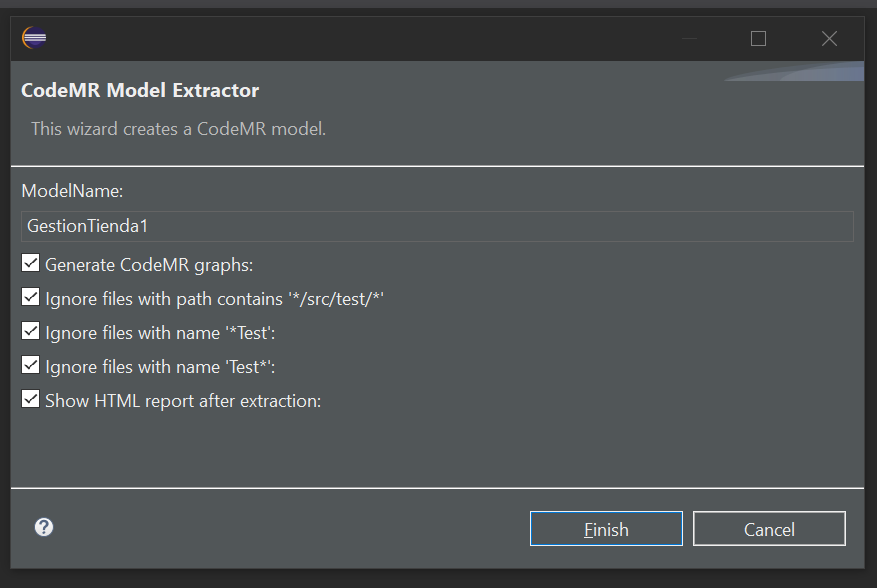 CodeMR Model Extractor
This wizard creates a CodeMR model.
ModelName:
GestionTienda1
Generate CodeMR graphs:
Ignore files with path contains '*/src/test/*'
Ignore files with name '*Test':
Ignore files with name 'Test*':
Show HTML report after extraction:
?
Finish
Cancel